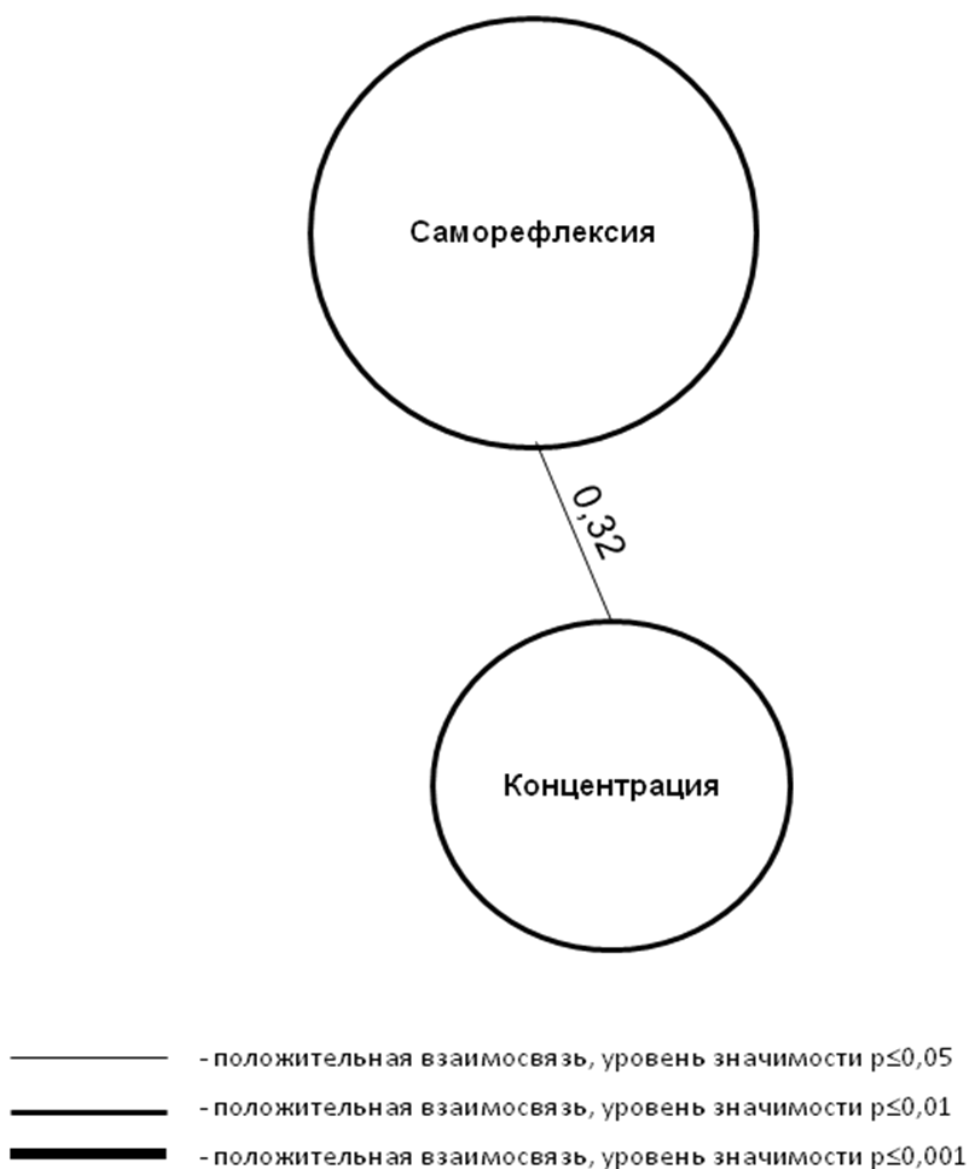 Саморефлексия
0,32
Концентрация
- положительная взаимосвязь, уровень значимости p≤0,05
- положительная взаимосвязь, уровень значимости p≤0,01
- положительная взаимосвязь, уровень значимости p≤0,001